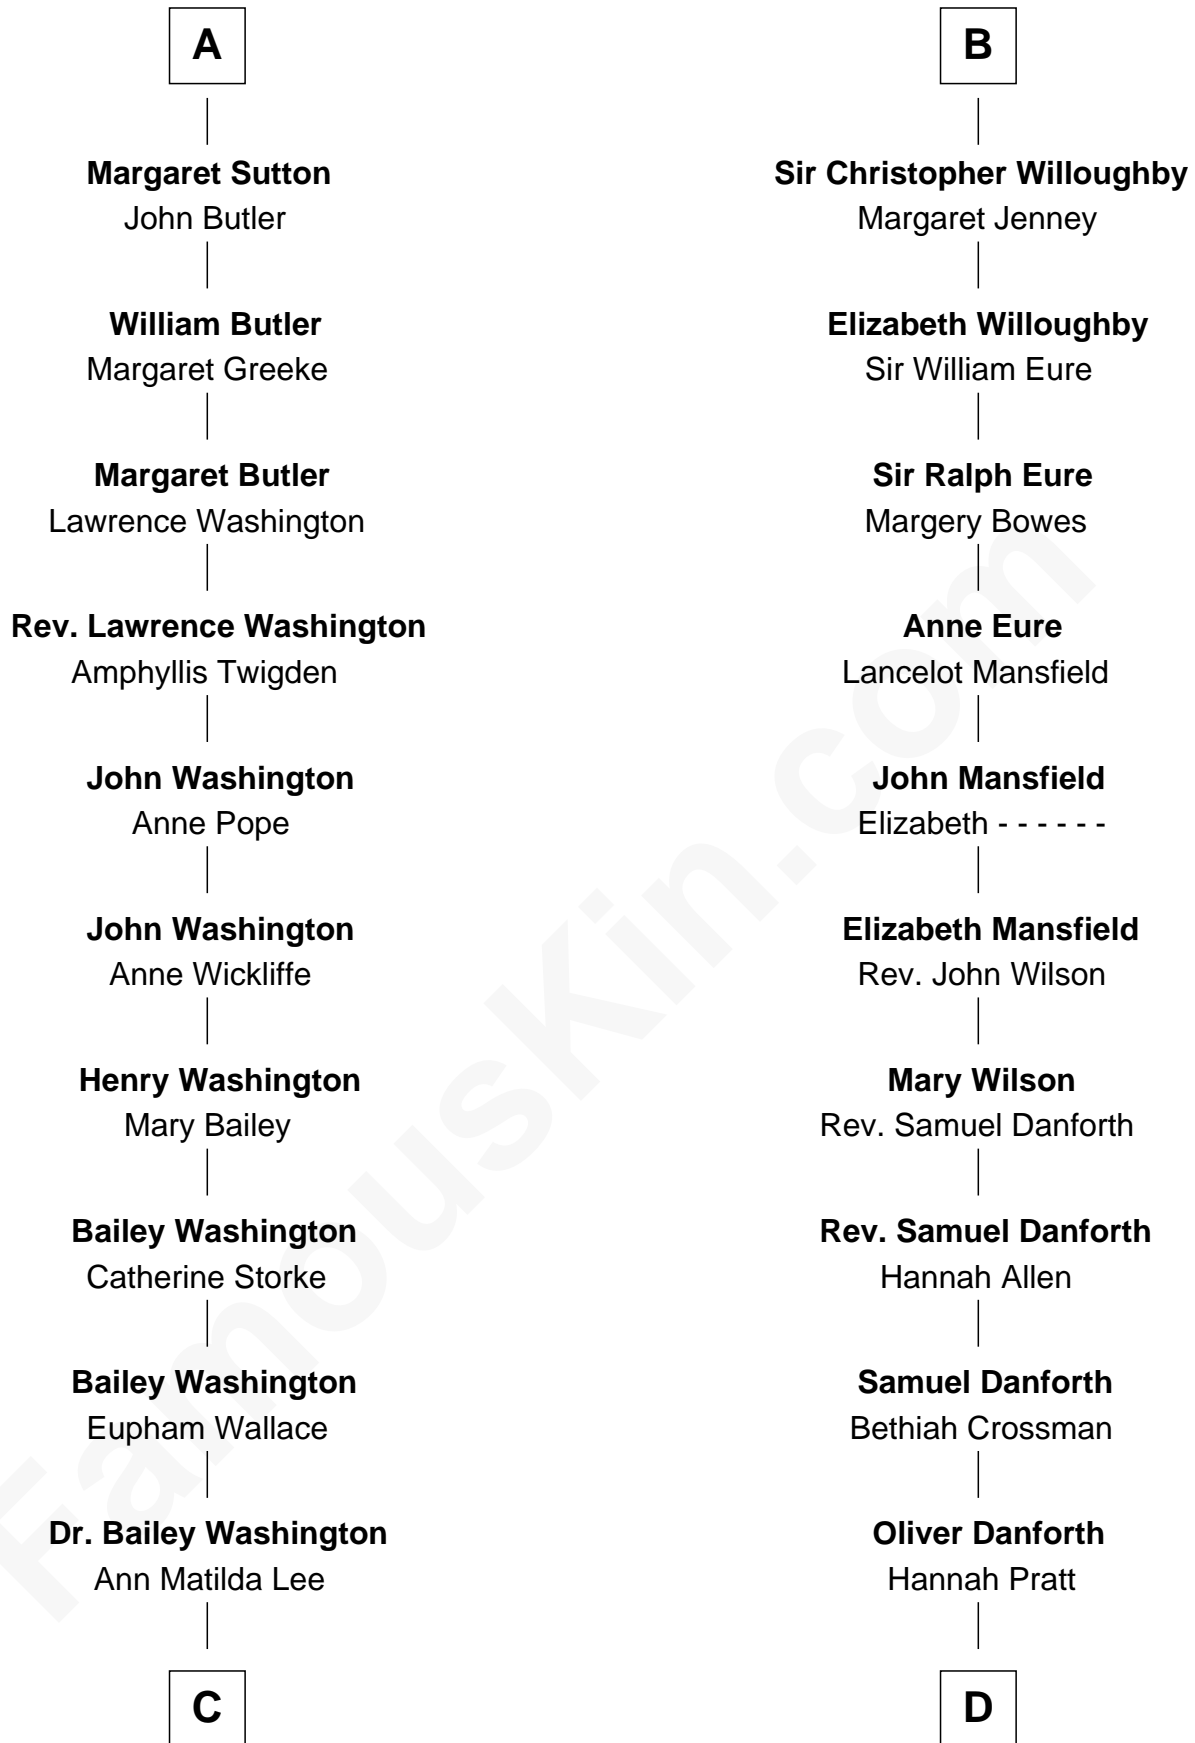 A
Margaret Sutton
John Butler
William Butler
Margaret Greeke
Margaret Butler
Lawrence Washington
Rev. Lawrence Washington
Amphyllis Twigden
John Washington
Anne Pope
John Washington
Anne Wickliffe
Henry Washington
Mary Bailey
Bailey Washington
Catherine Storke
Bailey Washington
Eupham Wallace
Dr. Bailey Washington
Ann Matilda Lee
C
B
Sir Christopher Willoughby
Margaret Jenney
Elizabeth Willoughby
Sir William Eure
Sir Ralph Eure
Margery Bowes
Anne Eure
Lancelot Mansfield
John Mansfield
Elizabeth - - - - - -
Elizabeth Mansfield
Rev. John Wilson
Mary Wilson
Rev. Samuel Danforth
Rev. Samuel Danforth
Hannah Allen
Samuel Danforth
Bethiah Crossman
Oliver Danforth
Hannah Pratt
D
FamousKin.com